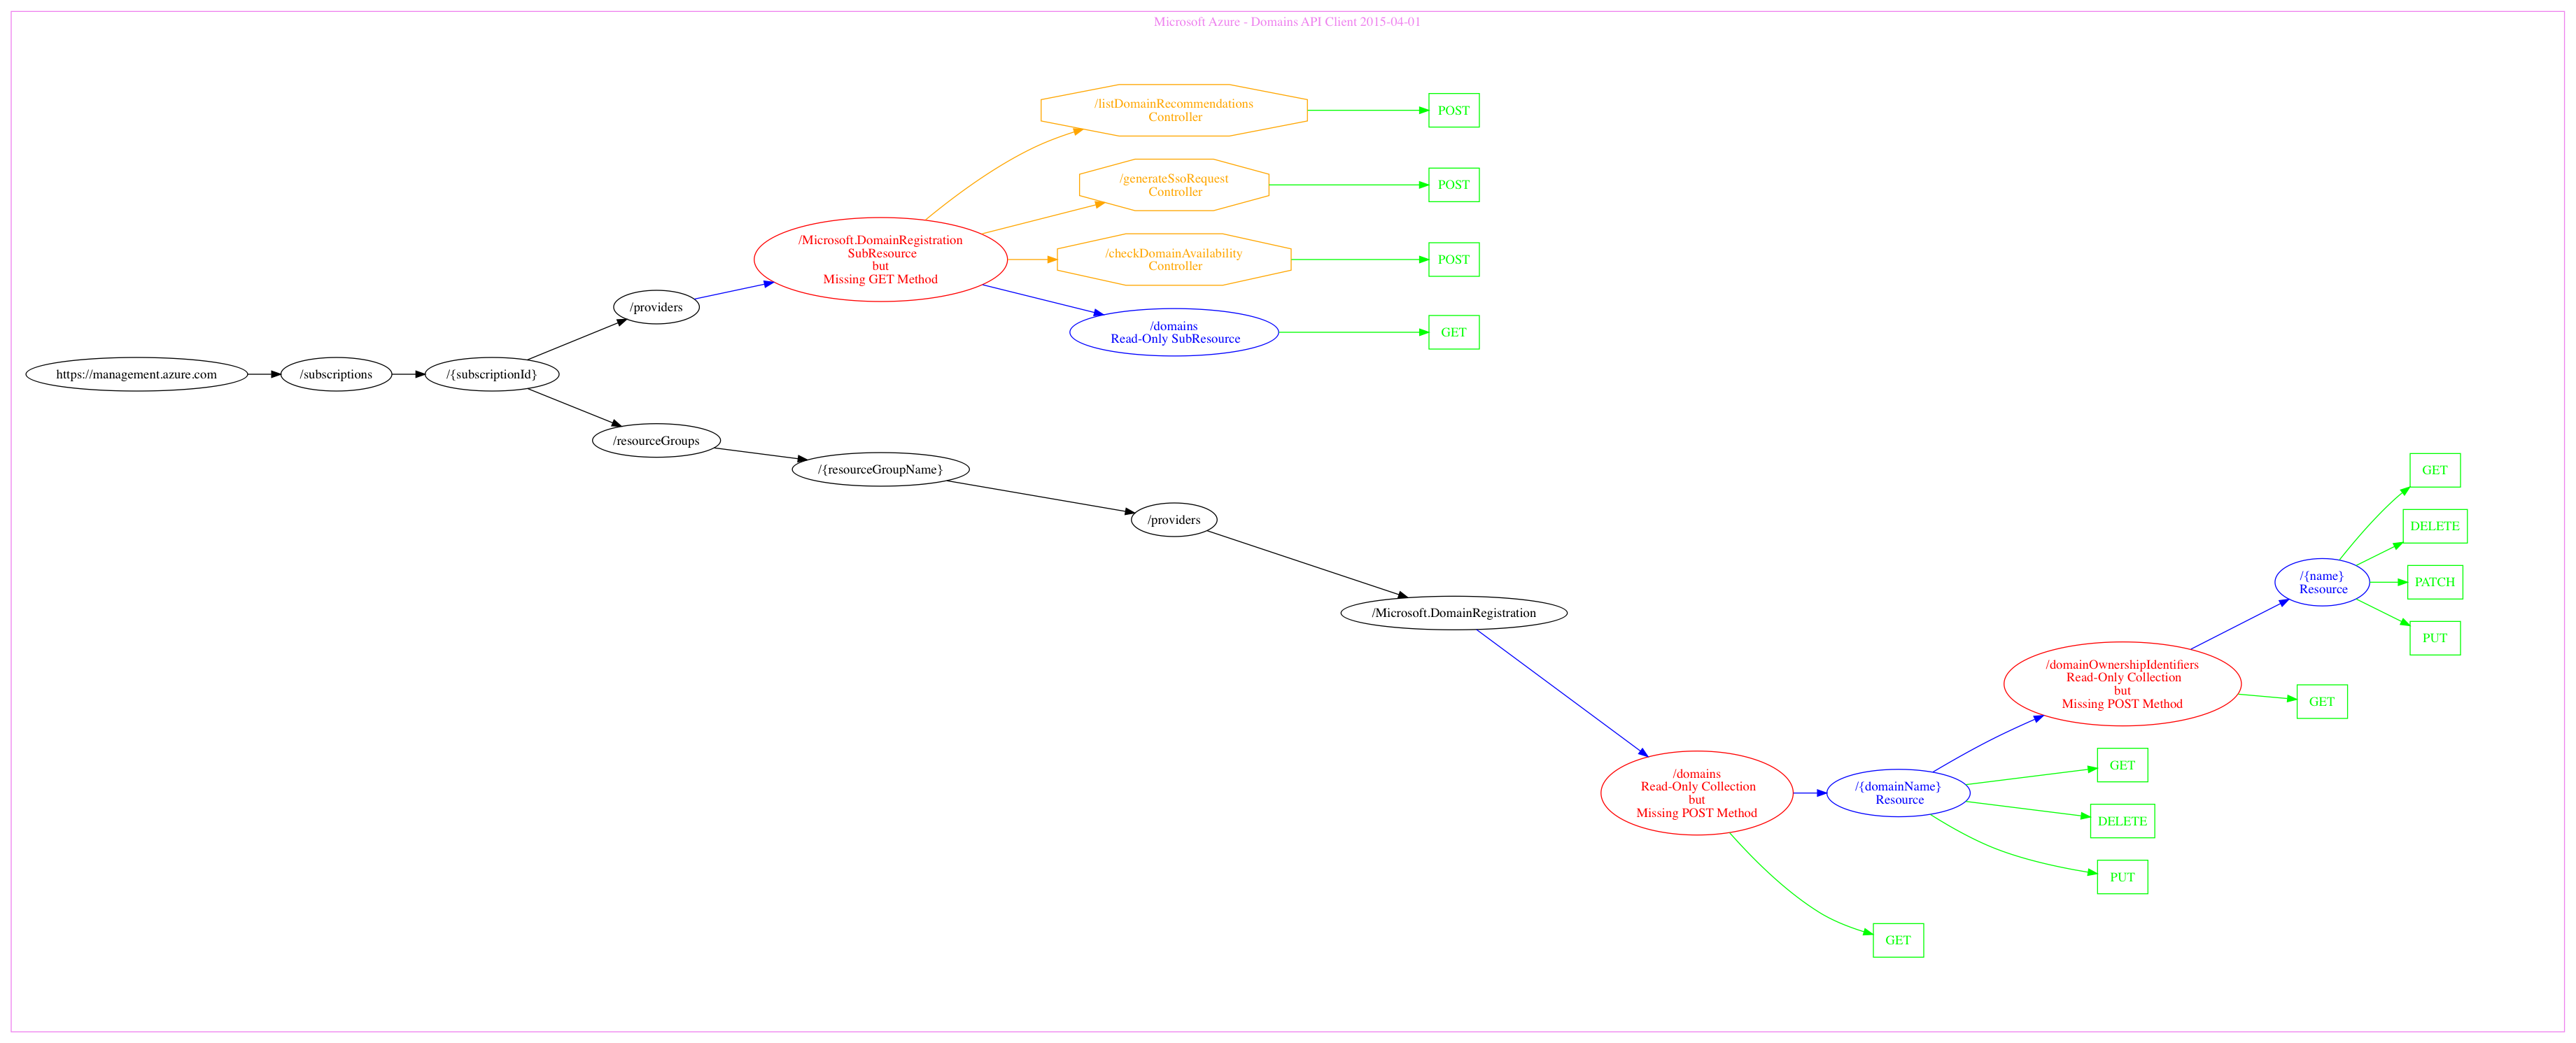 Microsoft Azure - Domains API Client 2015-04-01
/listDomainRecommendations
Controller
POST
/generateSsoRequest
Controller
POST
/Microsoft.DomainRegistration
SubResource
but
Missing GET Method
/checkDomainAvailability
Controller
POST
/providers
/domains
Read-Only SubResource
GET
https://management.azure.com
/subscriptions
/{subscriptionId}
/resourceGroups
/{resourceGroupName}
/providers
/Microsoft.DomainRegistration
GET
DELETE
/{name}
Resource
PATCH
PUT
/domainOwnershipIdentifiers
Read-Only Collection
but
Missing POST Method
GET
/domains
Read-Only Collection
but
Missing POST Method
/{domainName}
Resource
GET
DELETE
PUT
GET